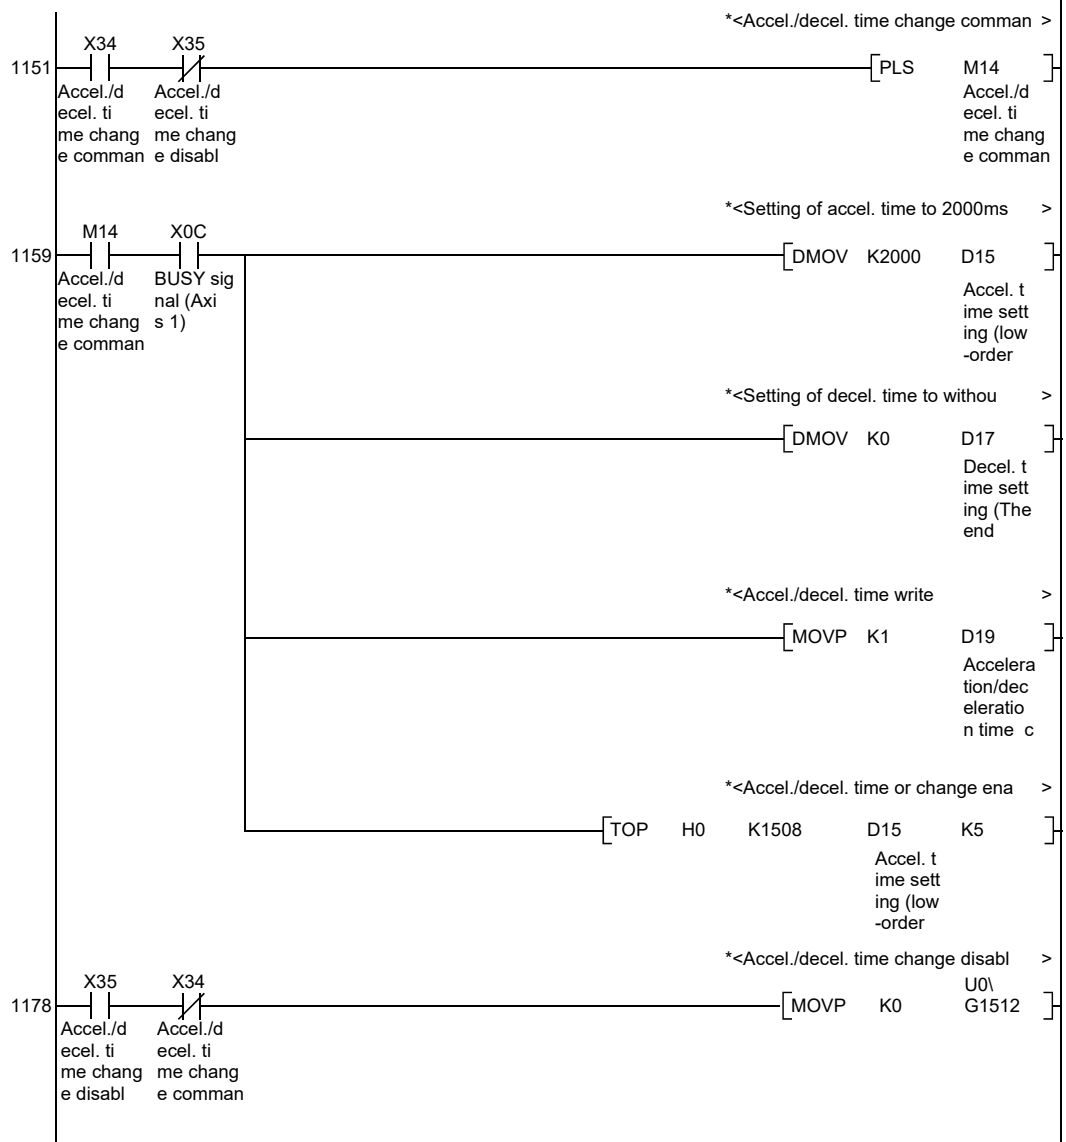 *<Accel./decel. time change comman >
X34 X35
1151 PLS M14
Accel./d Accel./d Accel./d
ecel. ti ecel. ti ecel. ti
me chang me chang me chang
e comman e disabl e comman
*<Setting of accel. time to 2000ms >
M14 X0C
1159 DMOV K2000 D15
Accel./d BUSY sig Accel. t
ecel. ti nal (Axi ime sett
me chang s 1) ing (low
e comman -order
*<Setting of decel. time to withou >
DMOV K0 D17
Decel. t
ime sett
ing (The
end
*<Accel./decel. time write >
MOVP K1 D19
Accelera
tion/dec
eleratio
n time c
*<Accel./decel. time or change ena >
TOP H0 K1508 D15 K5
Accel. t
ime sett
ing (low
-order
*<Accel./decel. time change disabl >
X35 X34 U0\
1178 MOVP K0 G1512
Accel./d Accel./d
ecel. ti ecel. ti
me chang me chang
e disabl e comman